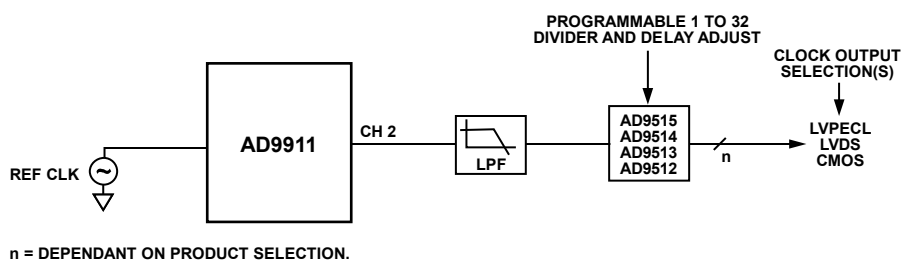 PROGRAMMABLE 1 TO 32
DIVIDER AND DELAY ADJUST
CLOCK OUTPUT
SELECTION(S)
AD9911
CH 2
REF CLK
LPF
AD9515
AD9514
AD9513
AD9512
n
LVPECL
LVDS
CMOS
n = DEPENDANT ON PRODUCT SELECTION.